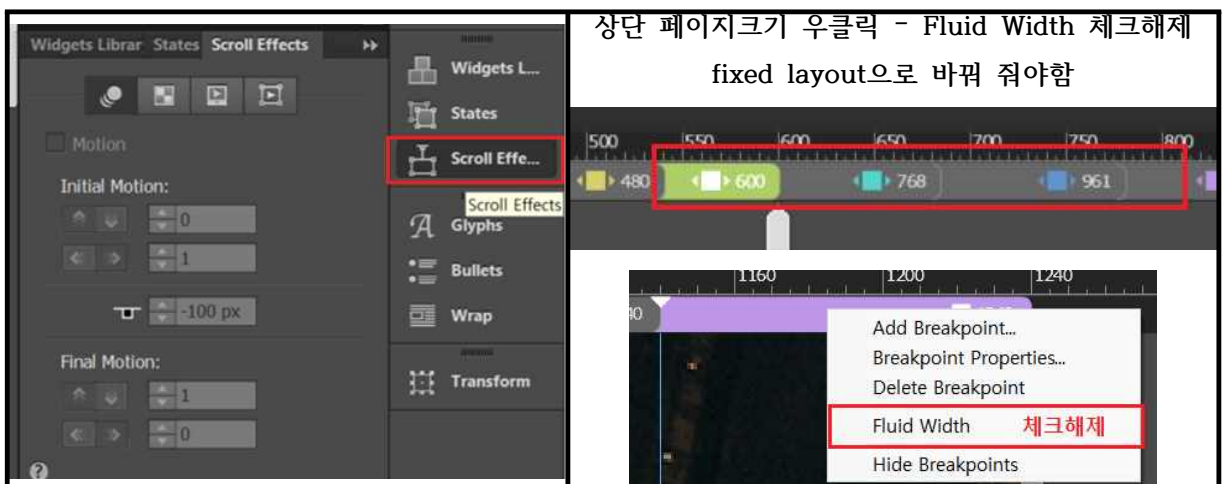 Widgets Librar States Scroll Effects
Motion
Initial Motion:
0
1
-100 px
Final Motion:
1
0
Widgets L...
States
Scroll Effe...
Scroll Effects
Glyphs
Bullets
Wrap
Transform
상단 페이지크기 우클릭 - Fluid Width 체크해제
fixed layout으로 바꿔 줘야함
500 550 600 650 700 750 800
480 600 768 961
1160 1200 1240
Add Breakpoint...
Breakpoint Properties...
Delete Breakpoint
Fluid Width 체크해제
Hide Breakpoints